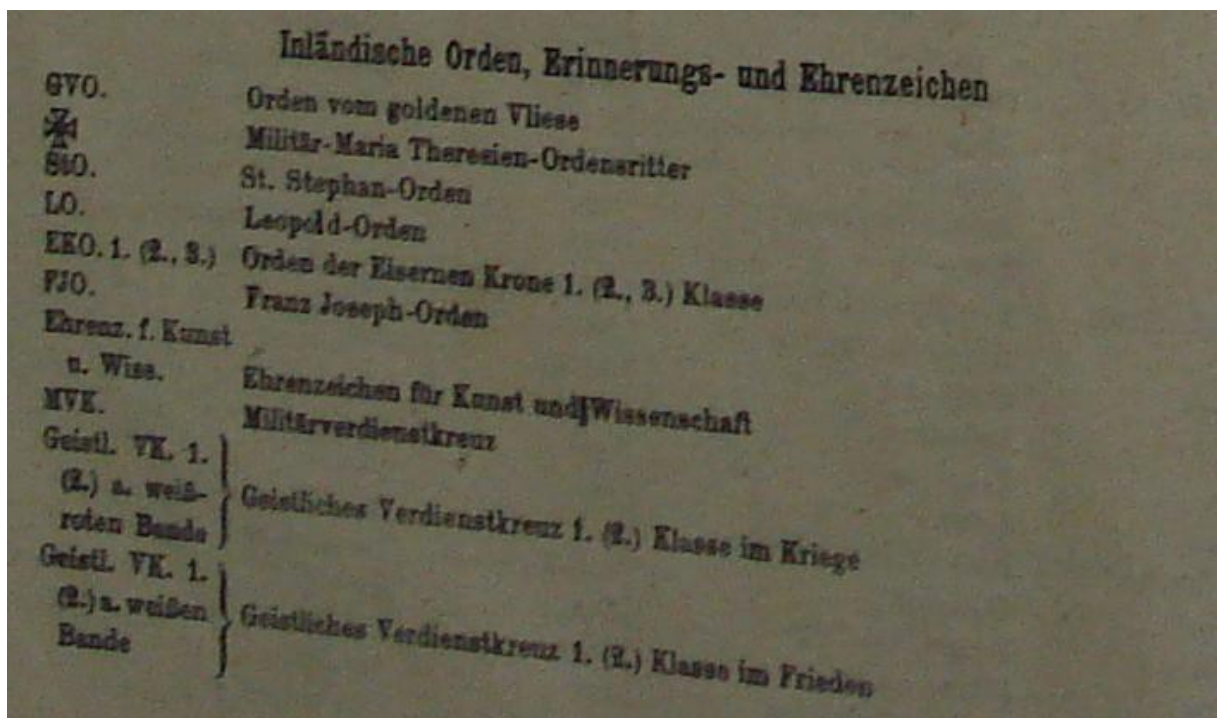 Inländische Orden, Erinnerungs- und Ehrenzeichen
GVO. Orden vom goldenen Vliese
Militär-Maria Theresien-Ordensritter
StO. St. Stephan-Orden
LO. Leopold-Orden
EKO. 1. (2., 3.) Orden der Eisernen Krone 1. (2., 3.) Klasse
FJO. Franz Joseph-Orden
Ehrenz. f. Kunst
u. Wiss. Ehrenzeichen für Kunst und Wissenschaft
MVK. Militärverdienstkreuz
Geistl. VK. 1.
(2.) a. weiß-
roten Bande
Geistliches Verdienstkreuz 1. (2.) Klasse im Kriege
Geistl. VK. 1.
(2.) a. weißen
Bande
Geistliches Verdienstkreuz 1. (2.) Klasse im Frieden